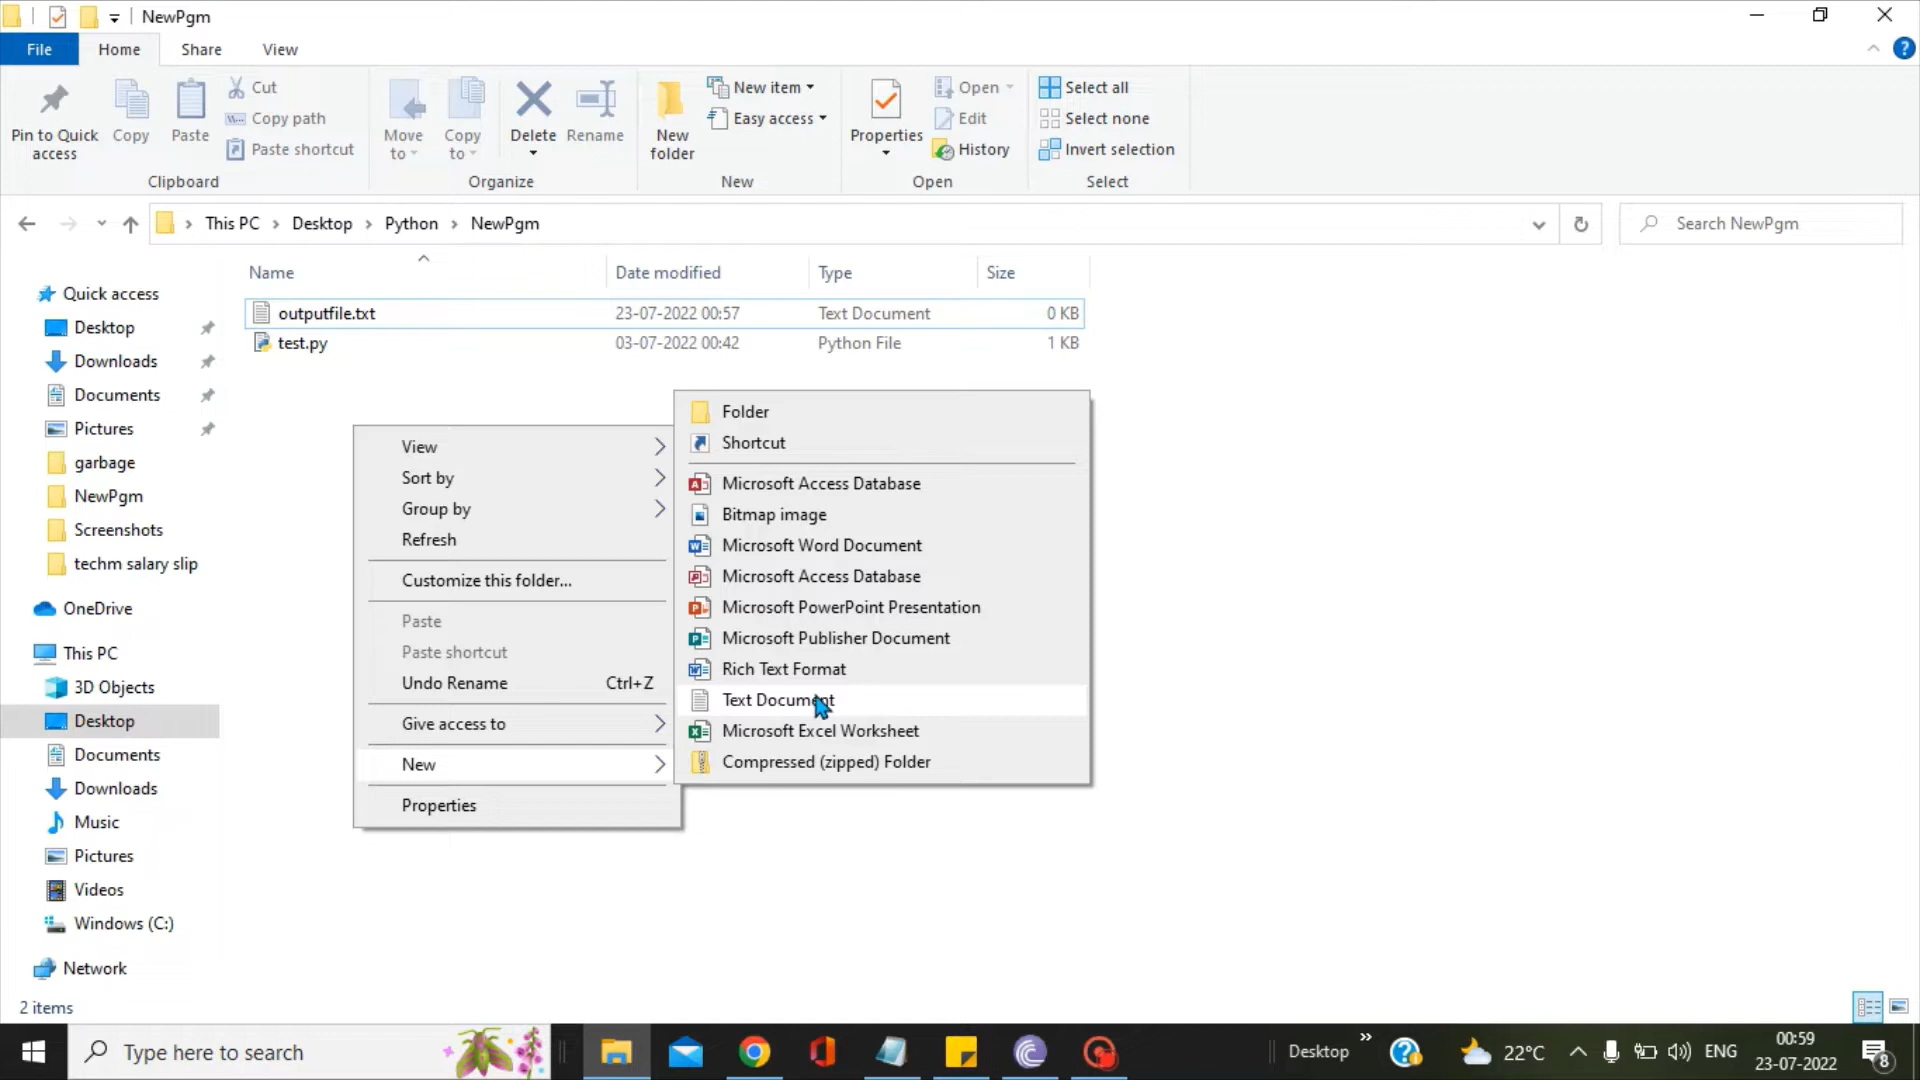 NewPgm
File Home Share View
Pin to Quick access
Copy
Paste
Cut
Copy path
Paste shortcut
Clipboard
Move to
Copy to
Delete
Rename
Organize
New folder
New item
Easy access
New
Properties
Open
Edit
History
Open
Select all
Select none
Invert selection
Select
This PC > Desktop > Python > NewPgm
Search NewPgm
Name Date modified Type Size
outputfile.txt 23-07-2022 00:57 Text Document 0 KB
test.py 03-07-2022 00:42 Python File 1 KB
Quick access
Desktop
Downloads
Documents
Pictures
garbage
NewPgm
Screenshots
techm salary slip
OneDrive
This PC
3D Objects
Desktop
Documents
Downloads
Music
Pictures
Videos
Windows (C:)
Network
View
Sort by
Group by
Refresh
Customize this folder...
Paste
Paste shortcut
Undo Rename Ctrl+Z
Give access to
New
Properties
Folder
Shortcut
Microsoft Access Database
Bitmap image
Microsoft Word Document
Microsoft Access Database
Microsoft PowerPoint Presentation
Microsoft Publisher Document
Rich Text Format
Text Document
Microsoft Excel Worksheet
Compressed (zipped) Folder
2 items
Type here to search
Desktop
22°C
ENG
00:59
23-07-2022
8